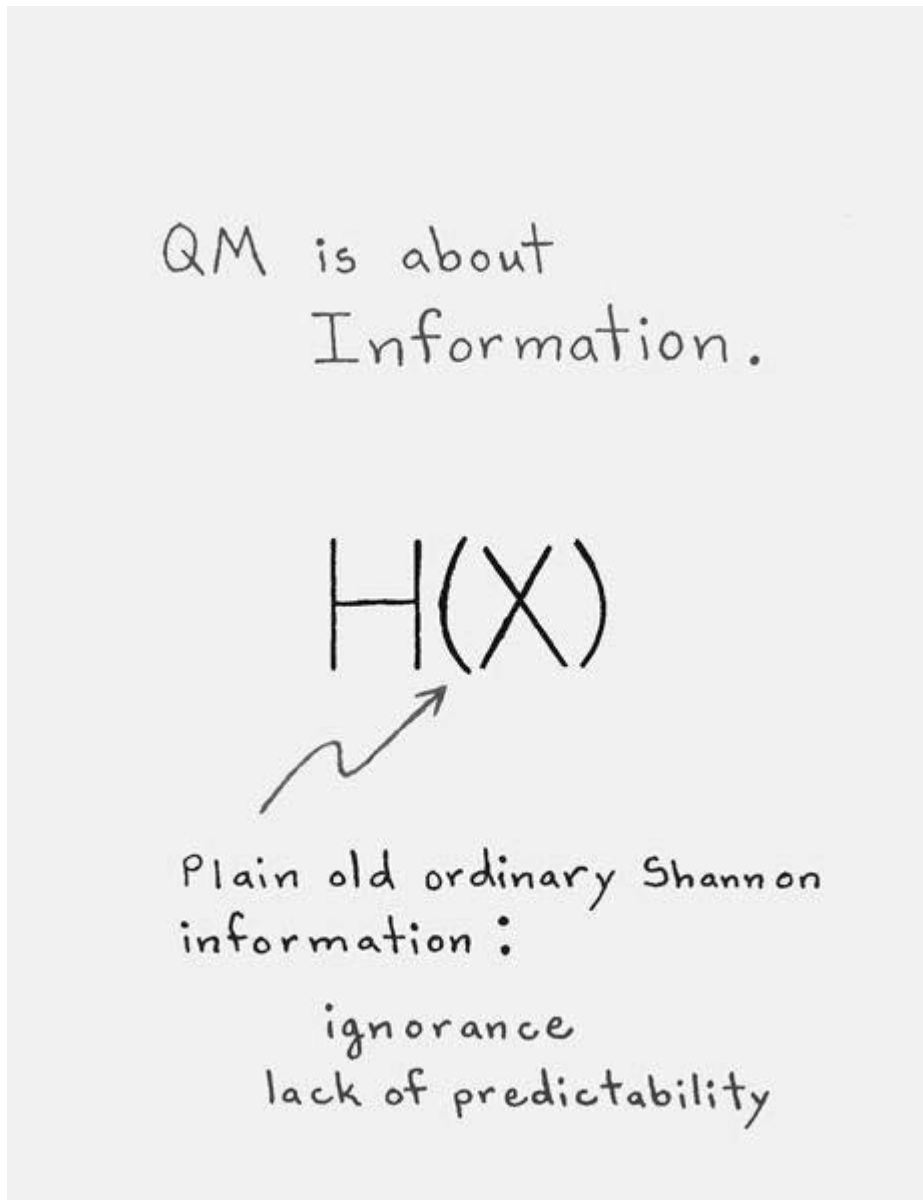 QM is about
Information.
H(X)
Plain old ordinary Shannon
information :
ignorance
lack of predictability